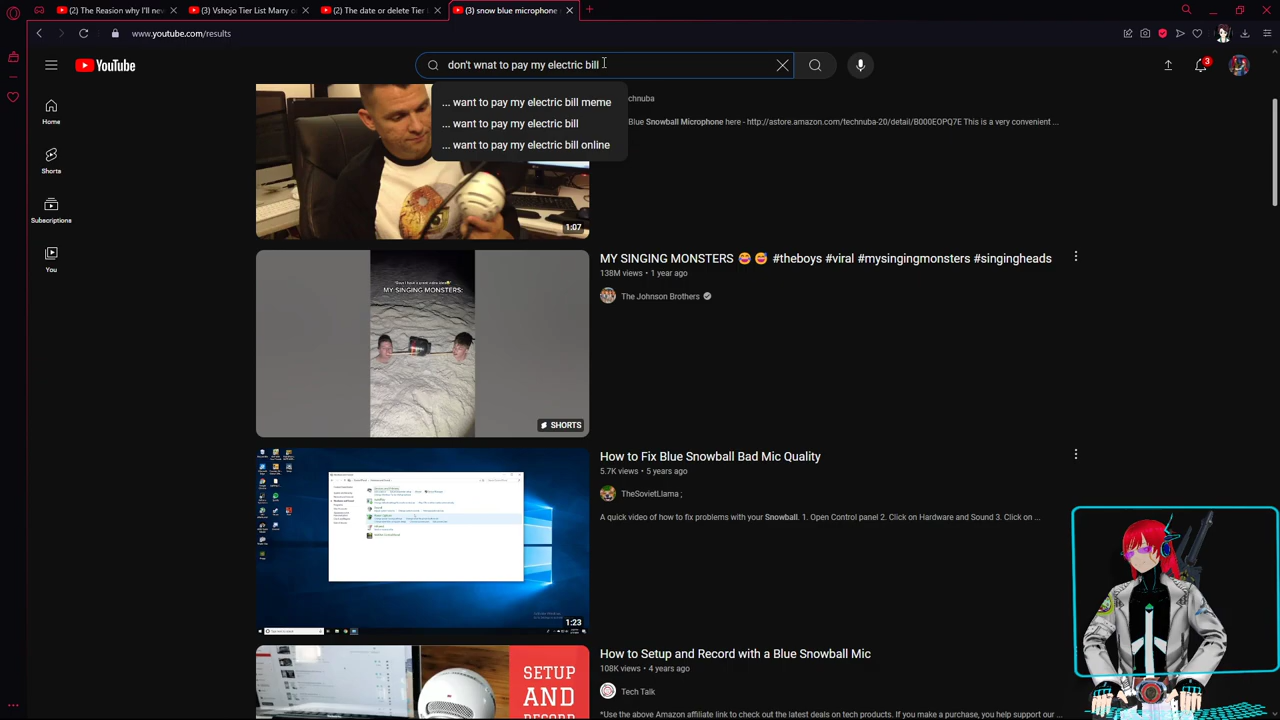 (2) The Reason why I'll neve
(3) Vshojo Tier List Marry o
(2) The date or delete Tier L
(3) snow blue microphone
www.youtube.com/results
YouTube
don't wnat to pay my electric bill
3
... want to pay my electric bill meme
... want to pay my electric bill
... want to pay my electric bill online
Home
Shorts
Subscriptions
You
chnuba
Blue Snowball Microphone here - http://astore.amazon.com/technuba-20/detail/B000EOPQ7E This is a very convenient ...
1:07
MY SINGING MONSTERS 😅 😅 #theboys #viral #mysingingmonsters #singingheads
138M views • 1 year ago
The Johnson Brothers
MY SINGING MONSTERS:
SHORTS
How to Fix Blue Snowball Bad Mic Quality
5.7K views • 5 years ago
TheSovietLlama ;
A quick video on how to fix problems with your snowball. 1. Go to Control Panel 2. Click on Hardware and Sound 3. Click on ...
1:23
How to Setup and Record with a Blue Snowball Mic
108K views • 4 years ago
Tech Talk
*Use the above Amazon affiliate link to check out the latest deals on tech products. If you make a purchase, you help support our ...
SETUP
AND
RECORD